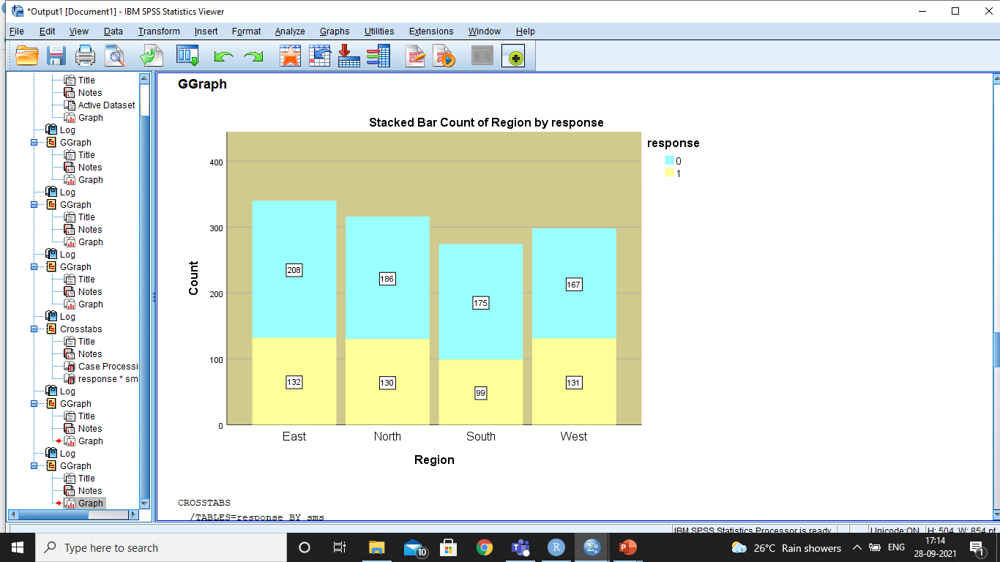 *Output1 [Document1] - IBM SPSS Statistics Viewer
File Edit View Data Transform Insert Format Analyze Graphs Utilities Extensions Window Help
Title
Notes
Active Dataset
Graph
Log
GGraph
Title
Notes
Graph
Log
GGraph
Title
Notes
Graph
Log
GGraph
Title
Notes
Graph
Log
Crosstabs
Title
Notes
Case Processi
response * sm
Log
GGraph
Title
Notes
Graph
Log
GGraph
Title
Notes
Graph
GGraph
Stacked Bar Count of Region by response
response
0
1
Count
400
300
200
100
0
208 186 175 167
132 130 99 131
East North South West
Region
CROSSTABS
/TABLES=response BY sms
IBM SPSS Statistics Processor is ready Unicode:ON H: 504, W: 854 pt
Type here to search
10
26°C Rain showers
ENG
17:14
28-09-2021
1